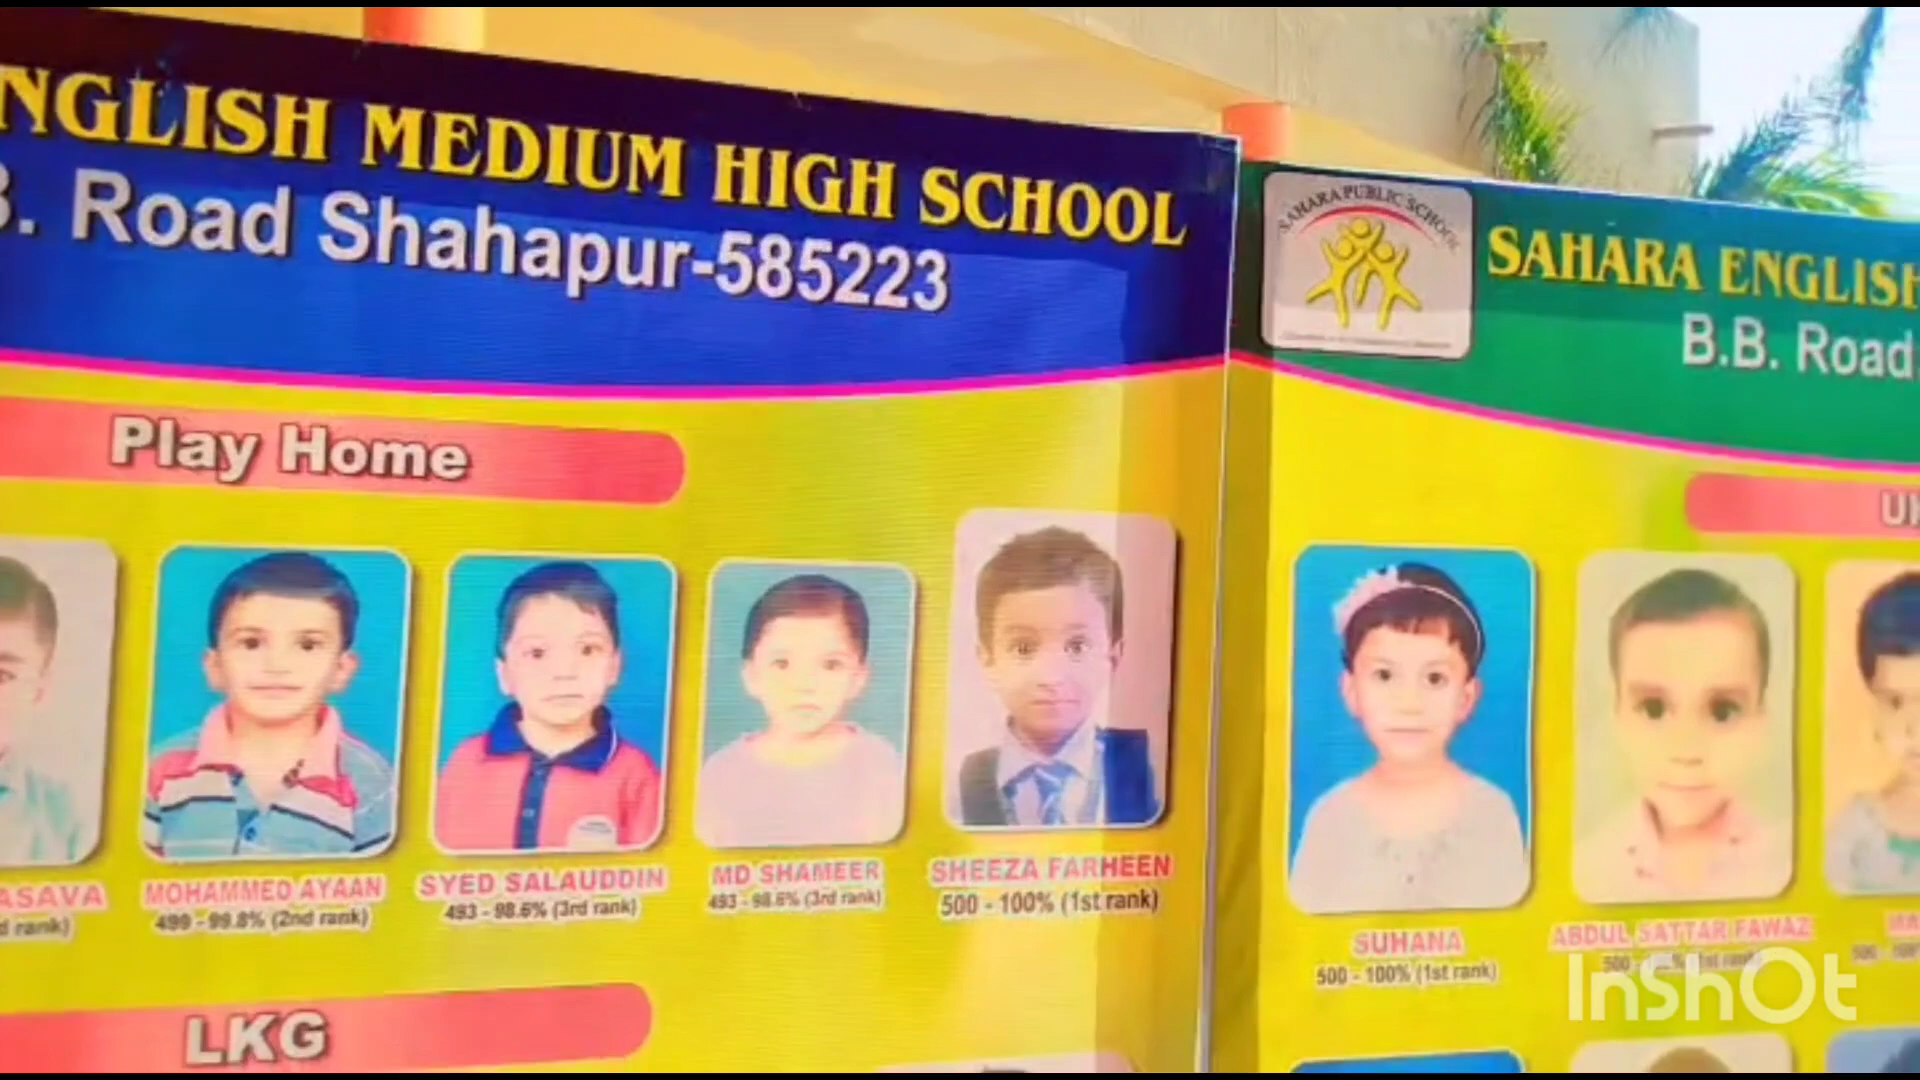 NGLISH MEDIUM HIGH SCHOOL
B. Road Shahapur-585223
Play Home
ASAVA
rank)
MOHAMMED AYAAN
499 - 99.8% (2nd rank)
SYED SALAUDDIN
493 - 98.6% (3rd rank)
MD SHAMEER
493 - 98.6% (3rd rank)
SHEEZA FARHEEN
500 - 100% (1st rank)
LKG
SAHARA PUBLIC SCHOOL
SAHARA ENGLISH
B.B. Road
SUHANA
500 - 100% (1st rank)
ABDUL SATTAR FAWAZ
MA
InShOt